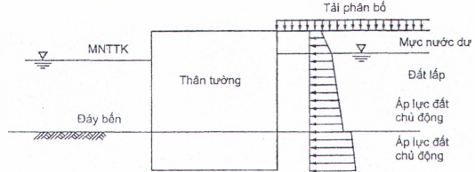 Tải phân bố
MNTTK
Mực nước dư
Thân tường
Đất lấp
Đáy bến
Áp lực đất
chủ động
Áp lực đất
chủ động